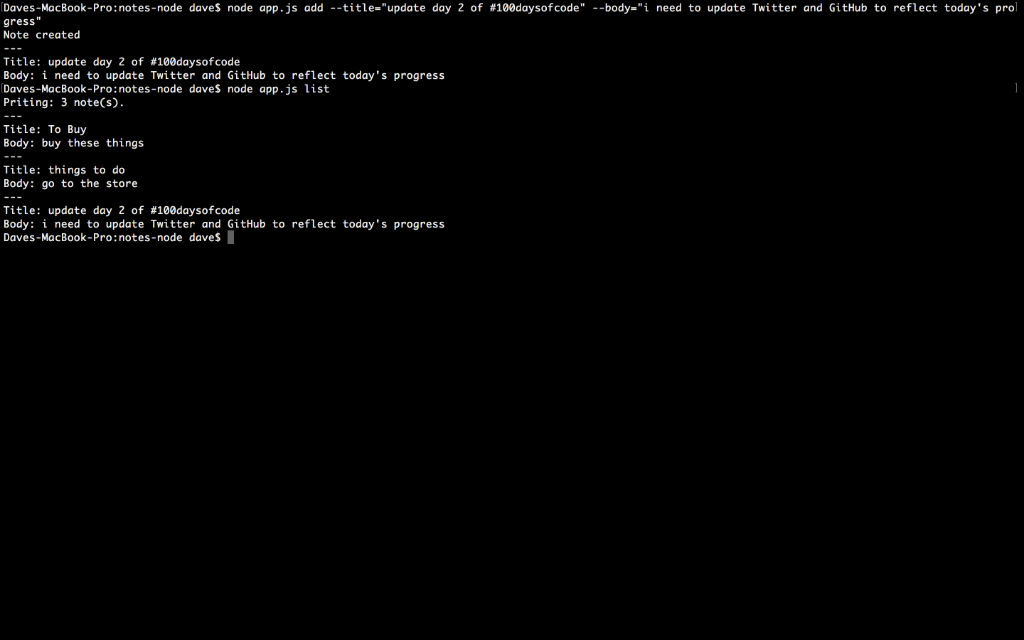 Daves-MacBook-Pro:notes-node dave$ node app.js add --title="update day 2 of #100daysofcode" --body="i need to update Twitter and GitHub to reflect today's pro
gress"
Note created
---
Title: update day 2 of #100daysofcode
Body: i need to update Twitter and GitHub to reflect today's progress
Daves-MacBook-Pro:notes-node dave$ node app.js list
Priting: 3 note(s).
---
Title: To Buy
Body: buy these things
---
Title: things to do
Body: go to the store
---
Title: update day 2 of #100daysofcode
Body: i need to update Twitter and GitHub to reflect today's progress
Daves-MacBook-Pro:notes-node dave$